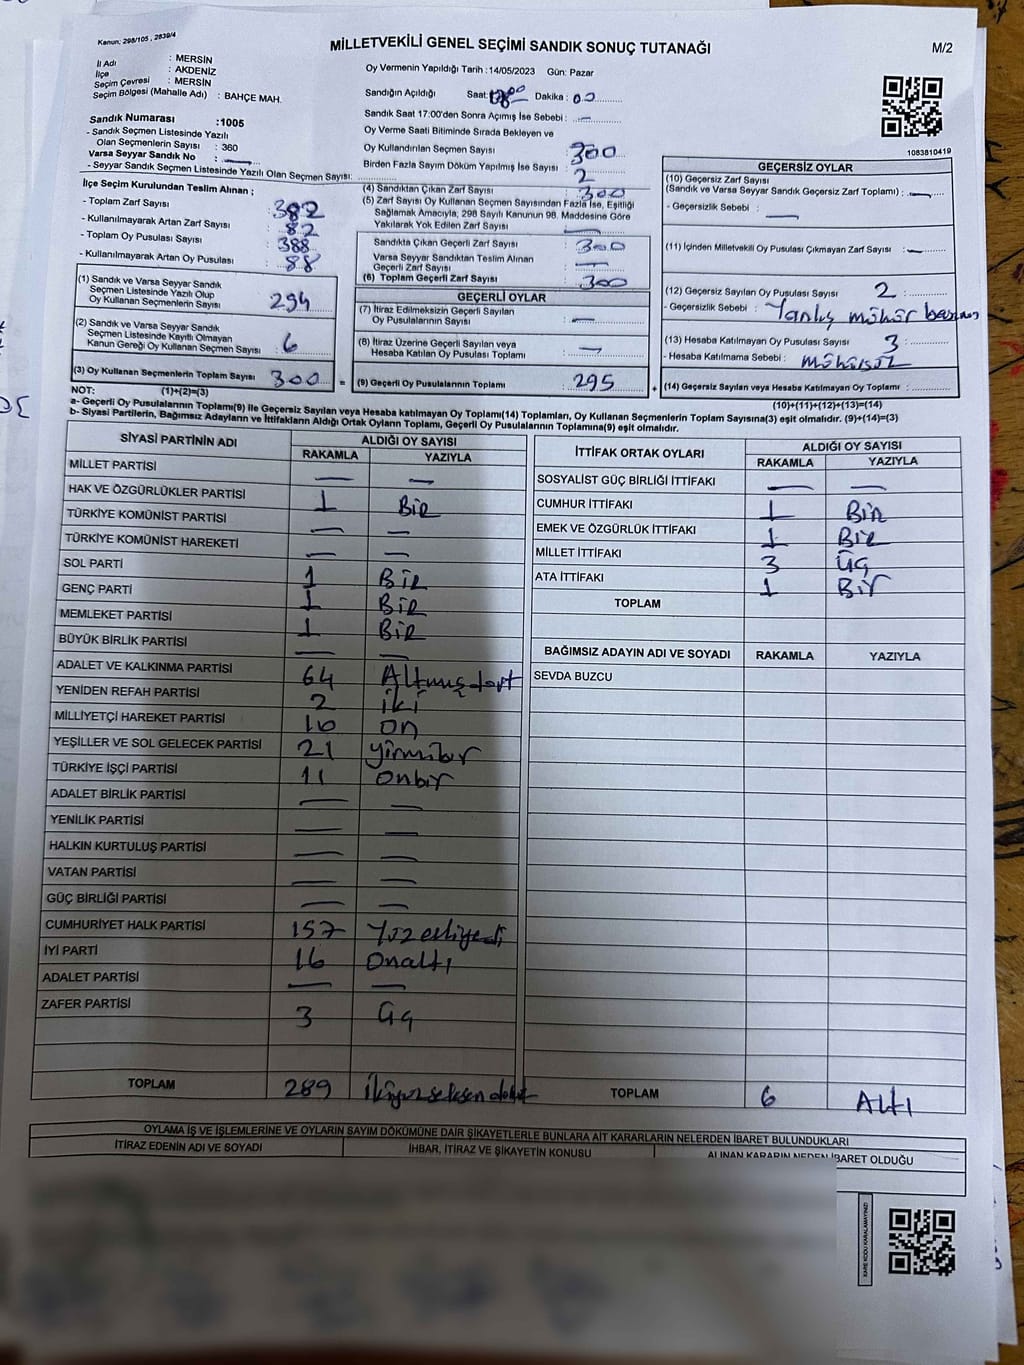 Kanun; 298/105 , 2839/4
MİLLETVEKİLİ GENEL SEÇİMİ SANDIK SONUÇ TUTANAĞI
M/2
İl Adı : MERSİN
İlçe : AKDENİZ
Seçim Çevresi : MERSİN
Seçim Bölgesi (Mahalle Adı) : BAHÇE MAH.
Sandık Numarası :1005
- Sandık Seçmen Listesinde Yazılı
Olan Seçmenlerin Sayısı : 360
Varsa Seyyar Sandık No : —
- Seyyar Sandık Seçmen Listesinde Yazılı Olan Seçmen Sayısı:
İlçe Seçim Kurulundan Teslim Alınan ;
- Toplam Zarf Sayısı 382
- Kullanılmayarak Artan Zarf Sayısı : 82
- Toplam Oy Pusulası Sayısı 388
- Kullanılmayarak Artan Oy Pusulası : 88
(1) Sandık ve Varsa Seyyar Sandık
Seçmen Listesinde Yazılı Olup
Oy Kullanan Seçmenlerin Sayısı 294
(2) Sandık ve Varsa Seyyar Sandık
Seçmen Listesinde Kayıtlı Olmayan
Kanun Gereği Oy Kullanan Seçmen Sayısı : 6
(3) Oy Kullanan Seçmenlerin Toplam Sayısı 300 =
(1)+(2)=(3)
Oy Vermenin Yapıldığı Tarih :14/05/2023 Gün: Pazar
Sandığın Açıldığı Saat: Dakika : 00
Sandık Saat 17:00'den Sonra Açılmış İse Sebebi : —
Oy Verme Saati Bitiminde Sırada Bekleyen ve
Oy Kullandırılan Seçmen Sayısı : 300
Birden Fazla Sayım Döküm Yapılmış İse Sayısı : 2
(4) Sandıktan Çıkan Zarf Sayısı : 300
(5) Zarf Sayısı Oy Kullanan Seçmen Sayısından Fazla İse, Eşitliği
Sağlamak Amacıyla, 298 Sayılı Kanunun 98. Maddesine Göre
Yakılarak Yok Edilen Zarf Sayısı : —
Sandıkta Çıkan Geçerli Zarf Sayısı : 300
Varsa Seyyar Sandıktan Teslim Alınan
Geçerli Zarf Sayısı : —
(6) Toplam Geçerli Zarf Sayısı : 300
GEÇERLİ OYLAR
(7) İtiraz Edilmeksizin Geçerli Sayılan
Oy Pusulalarının Sayısı : —
(8) İtiraz Üzerine Geçerli Sayılan veya
Hesaba Katılan Oy Pusulası Toplamı : —
(9) Geçerli Oy Pusulalarının Toplamı 295 +
1083810419
GEÇERSİZ OYLAR
(10) Geçersiz Zarf Sayısı
(Sandık ve Varsa Seyyar Sandık Geçersiz Zarf Toplamı) : —
- Geçersizlik Sebebi : —
(11) İçinden Milletvekili Oy Pusulası Çıkmayan Zarf Sayısı : —
(12) Geçersiz Sayılan Oy Pusulası Sayısı 2
- Geçersizlik Sebebi : Yanlış mühür basımı
(13) Hesaba Katılmayan Oy Pusulası Sayısı 3
- Hesaba Katılmama Sebebi : mühürsüz
(14) Geçersiz Sayılan veya Hesaba Katılmayan Oy Toplamı :
(10)+(11)+(12)+(13)=(14)
NOT:
a- Geçerli Oy Pusulalarının Toplamı(9) ile Geçersiz Sayılan veya Hesaba katılmayan Oy Toplamı(14) Toplamları, Oy Kullanan Seçmenlerin Toplam Sayısına(3) eşit olmalıdır. (9)+(14)=(3)
b- Siyasi Partilerin, Bağımsız Adayların ve İttifakların Aldığı Ortak Oyların Toplamı, Geçerli Oy Pusulalarının Toplamına(9) eşit olmalıdır.
SİYASİ PARTİNİN ADI ALDIĞI OY SAYISI
RAKAMLA YAZIYLA
MİLLET PARTİSİ — —
HAK VE ÖZGÜRLÜKLER PARTİSİ 1 Bir
TÜRKİYE KOMÜNİST PARTİSİ — —
TÜRKİYE KOMÜNİST HAREKETİ — —
SOL PARTİ 1 Bir
GENÇ PARTİ 1 Bir
MEMLEKET PARTİSİ 1 Bir
BÜYÜK BİRLİK PARTİSİ — —
ADALET VE KALKINMA PARTİSİ 64 Altmışdört
YENİDEN REFAH PARTİSİ 2 iki
MİLLİYETÇİ HAREKET PARTİSİ 10 on
YEŞİLLER VE SOL GELECEK PARTİSİ 21 yirmibir
TÜRKİYE İŞÇİ PARTİSİ 11 onbir
ADALET BİRLİK PARTİSİ — —
YENİLİK PARTİSİ — —
HALKIN KURTULUŞ PARTİSİ — —
VATAN PARTİSİ — —
GÜÇ BİRLİĞİ PARTİSİ — —
CUMHURİYET HALK PARTİSİ 157 Yüzelliyedi
İYİ PARTİ 16 Onaltı
ADALET PARTİSİ — —
ZAFER PARTİSİ 3 üç
TOPLAM 289 ikiyüzseksendokuz
İTTİFAK ORTAK OYLARI ALDIĞI OY SAYISI
RAKAMLA YAZIYLA
SOSYALİST GÜÇ BİRLİĞİ İTTİFAKI — —
CUMHUR İTTİFAKI 1 Bir
EMEK VE ÖZGÜRLÜK İTTİFAKI 1 Bir
MİLLET İTTİFAKI 3 üç
ATA İTTİFAKI 1 Bir
TOPLAM
BAĞIMSIZ ADAYIN ADI VE SOYADI RAKAMLA YAZIYLA
SEVDA BUZCU
TOPLAM 6 Altı
OYLAMA İŞ VE İŞLEMLERİNE VE OYLARIN SAYIM DÖKÜMÜNE DAİR ŞİKAYETLERLE BUNLARA AİT KARARLARIN NELERDEN İBARET BULUNDUKLARI
İTİRAZ EDENİN ADI VE SOYADI İHBAR, İTİRAZ VE ŞİKAYETİN KONUSU ALINAN KARARIN NEDEN İBARET OLDUĞU
KARE KODU KARALAMAYINIZ!